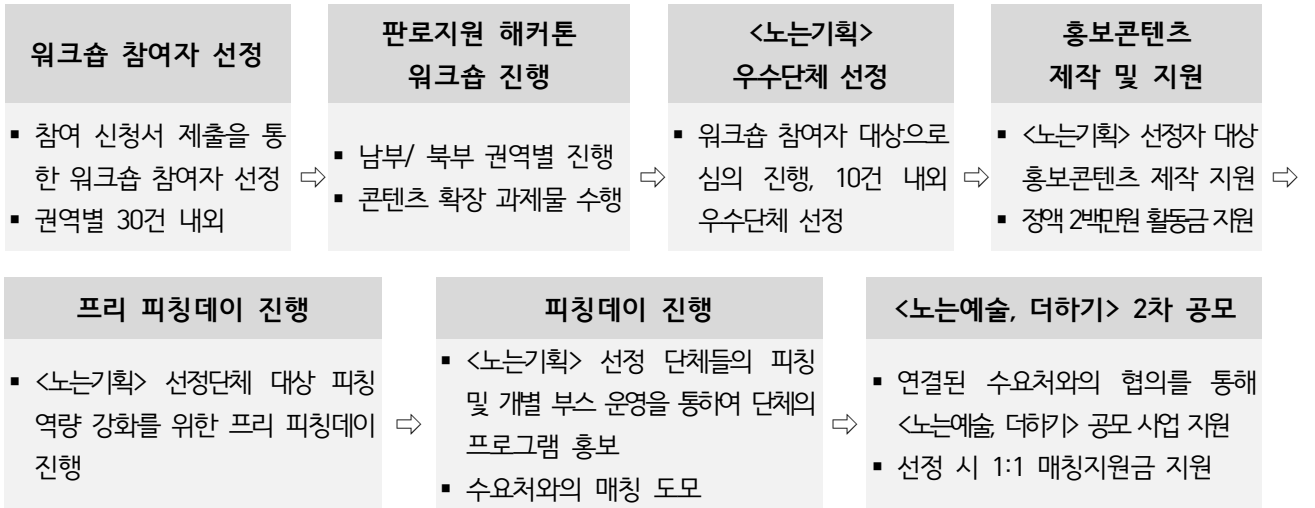 워크숍 참여자 선정
▪ 참여 신청서 제출을 통
한 워크숍 참여자 선정
▪ 권역별 30건 내외
⇨
판로지원 해커톤
워크숍 진행
▪ 남부/ 북부 권역별 진행
▪ 콘텐츠 확장 과제물 수행
⇨
<노는기획>
우수단체 선정
▪ 워크숍 참여자 대상으로
심의 진행, 10건 내외
우수단체 선정
⇨
홍보콘텐츠
제작 및 지원
▪ <노는기획> 선정자 대상
홍보콘텐츠 제작 지원
▪ 정액 2백만원 활동금 지원
⇨
프리 피칭데이 진행
▪ <노는기획> 선정단체 대상 피칭
역량 강화를 위한 프리 피칭데이
진행
⇨
피칭데이 진행
▪ <노는기획> 선정 단체들의 피칭
및 개별 부스 운영을 통하여 단체의
프로그램 홍보
▪ 수요처와의 매칭 도모
⇨
<노는예술, 더하기> 2차 공모
▪ 연결된 수요처와의 협의를 통해
<노는예술, 더하기> 공모 사업 지원
▪ 선정 시 1:1 매칭지원금 지원